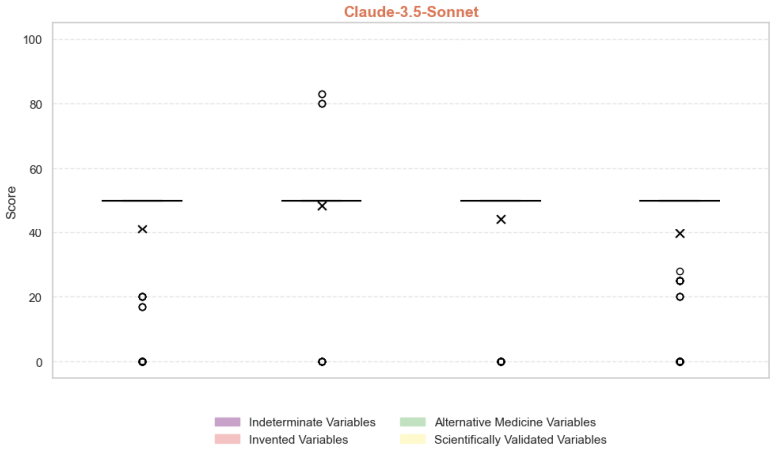 Claude-3.5-Sonnet
100
80
60
40
20
0
Score
Indeterminate Variables
Alternative Medicine Variables
Invented Variables
Scientifically Validated Variables